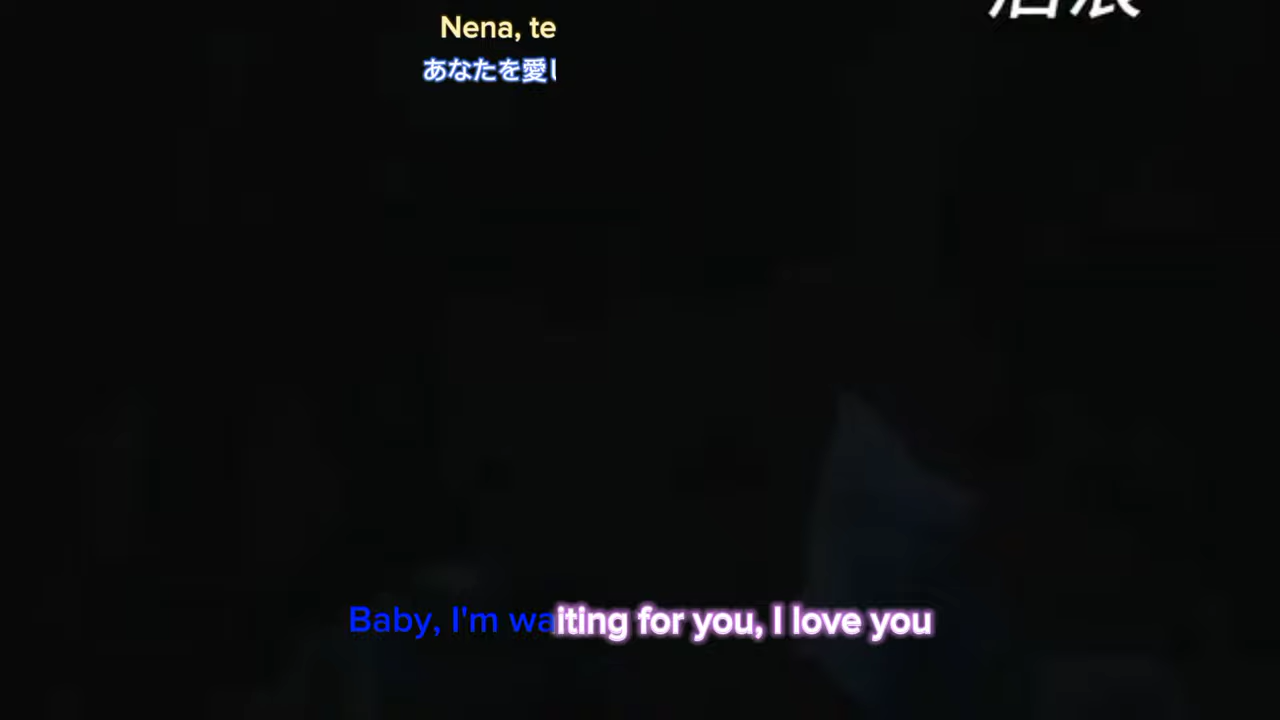 Nena, te
あなたを愛し
Baby, I'm waiting for you, I love you